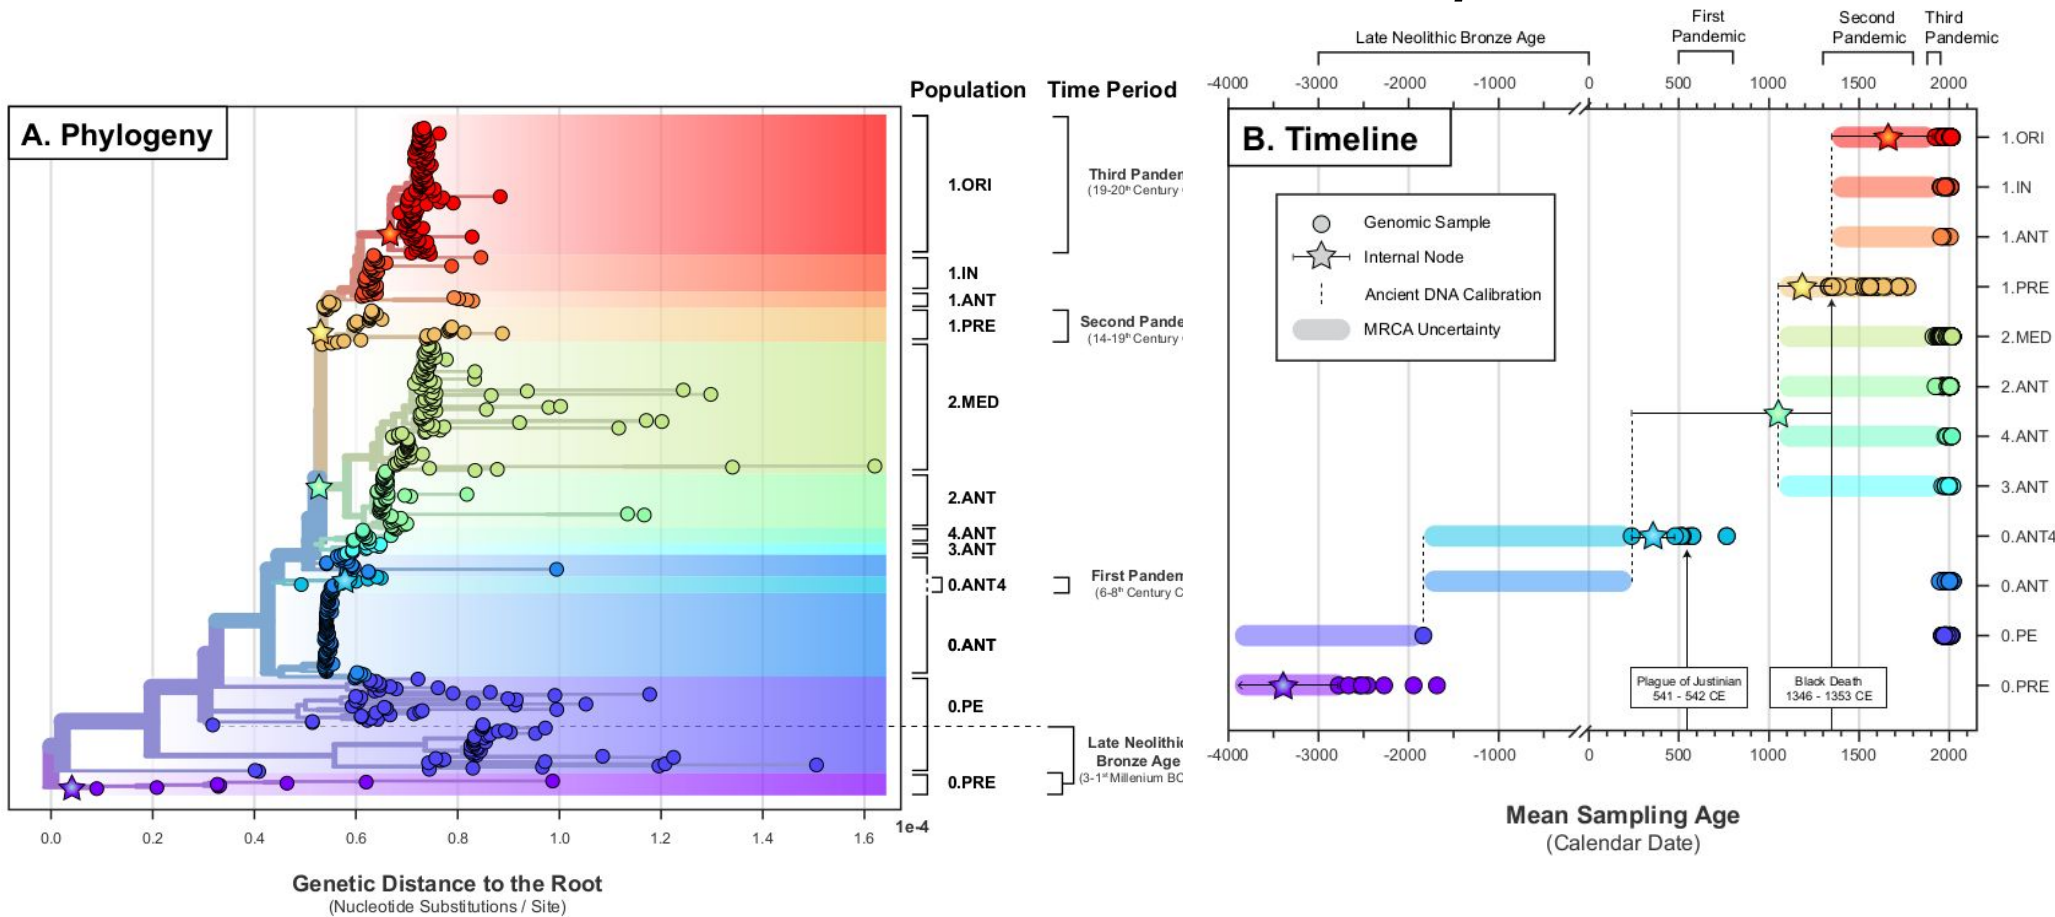 A. Phylogeny
Population
Time Period
1.ORI
1.IN
1.ANT
1.PRE
2.MED
2.ANT
4.ANT
3.ANT
0.ANT4
0.ANT
0.PE
0.PRE
Third Pander
(19-20th Century
Second Pande
(14-19th Century
First Pandem
(6-8th Century C
Late Neolithic
Bronze Age
(3-1st Millenium BC
0.0 0.2 0.4 0.6 0.8 1.0 1.2 1.4 1.6
1e-4
Genetic Distance to the Root
(Nucleotide Substitutions / Site)
Late Neolithic Bronze Age
First
Pandemic
Second
Pandemic
Third
Pandemic
-4000 -3000 -2000 -1000 0 500 1000 1500 2000
B. Timeline
Genomic Sample
Internal Node
Ancient DNA Calibration
MRCA Uncertainty
1.ORI
1.IN
1.ANT
1.PRE
2.MED
2.ANT
4.ANT
3.ANT
0.ANT4
0.ANT
0.PE
0.PRE
Plague of Justinian
541 - 542 CE
Black Death
1346 - 1353 CE
-4000 -3000 -2000 -1000 0 500 1000 1500 2000
Mean Sampling Age
(Calendar Date)